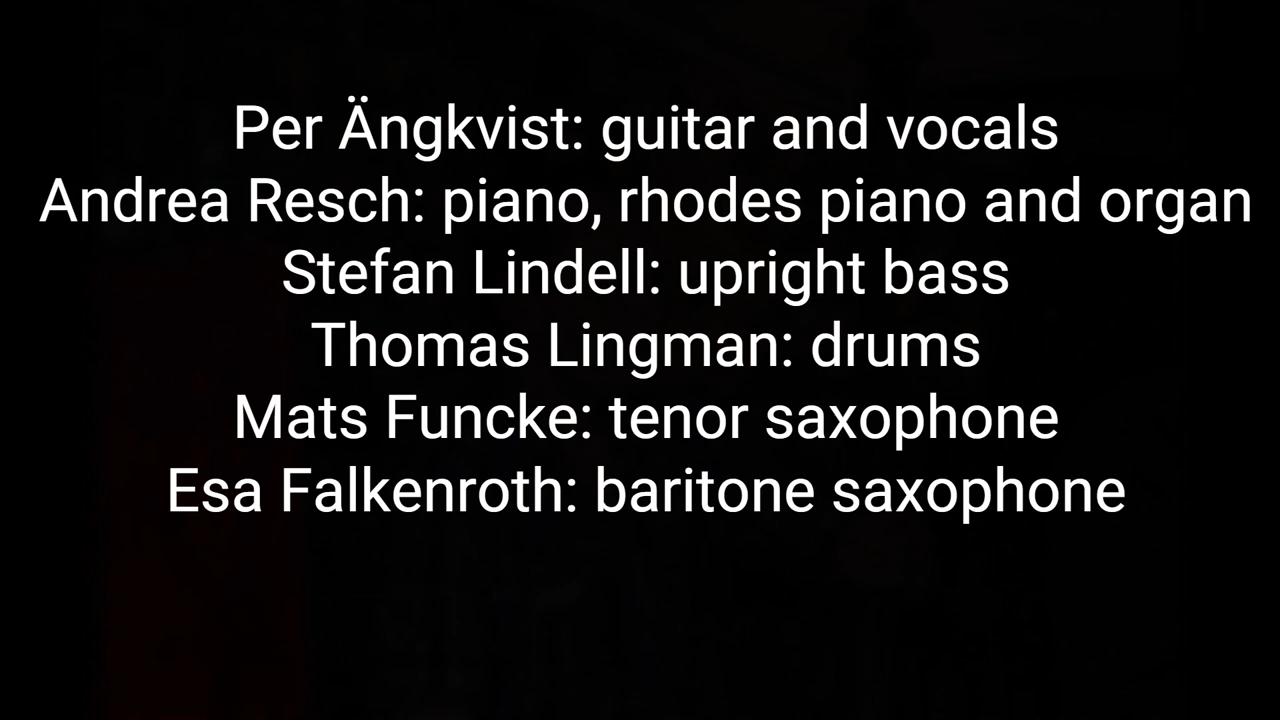 Per Ängkvist: guitar and vocals
Andrea Resch: piano, rhodes piano and organ
Stefan Lindell: upright bass
Thomas Lingman: drums
Mats Funcke: tenor saxophone
Esa Falkenroth: baritone saxophone